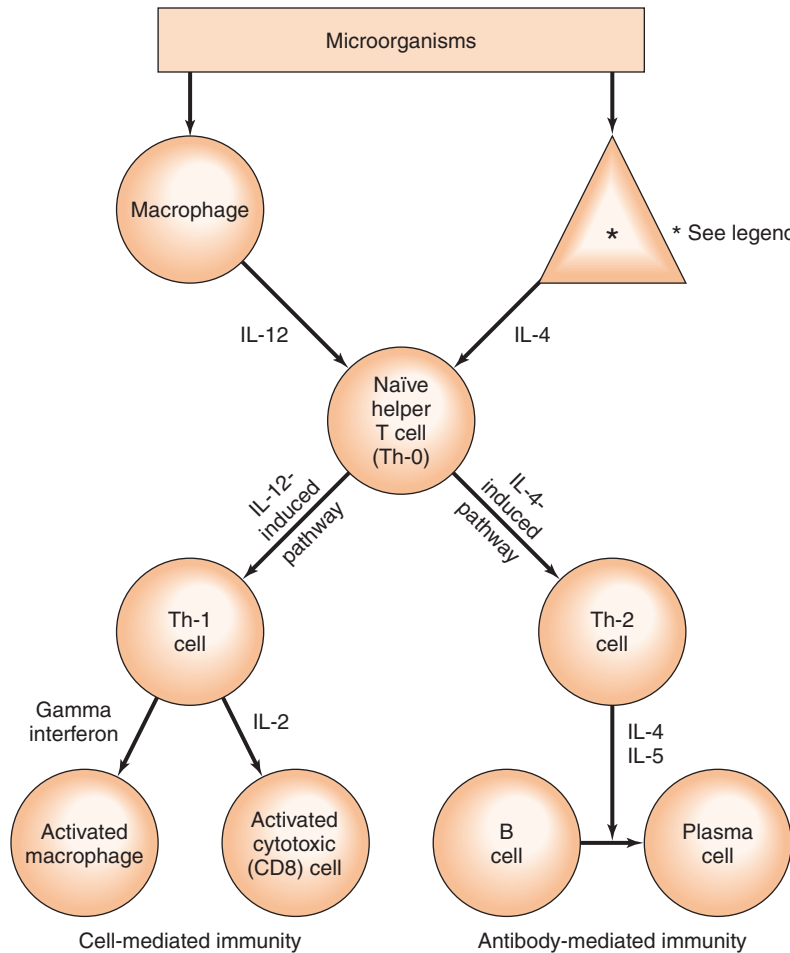 Microorganisms
Macrophage
*
* See legend
IL-12
IL-4
Naïve
helper
T cell
(Th-0)
IL-12-
induced
pathway
IL-4-
induced
pathway
Th-1
cell
Th-2
cell
Gamma
interferon
IL-2
IL-4
IL-5
Activated
macrophage
Activated
cytotoxic
(CD8) cell
B
cell
Plasma
cell
Cell-mediated immunity
Antibody-mediated immunity